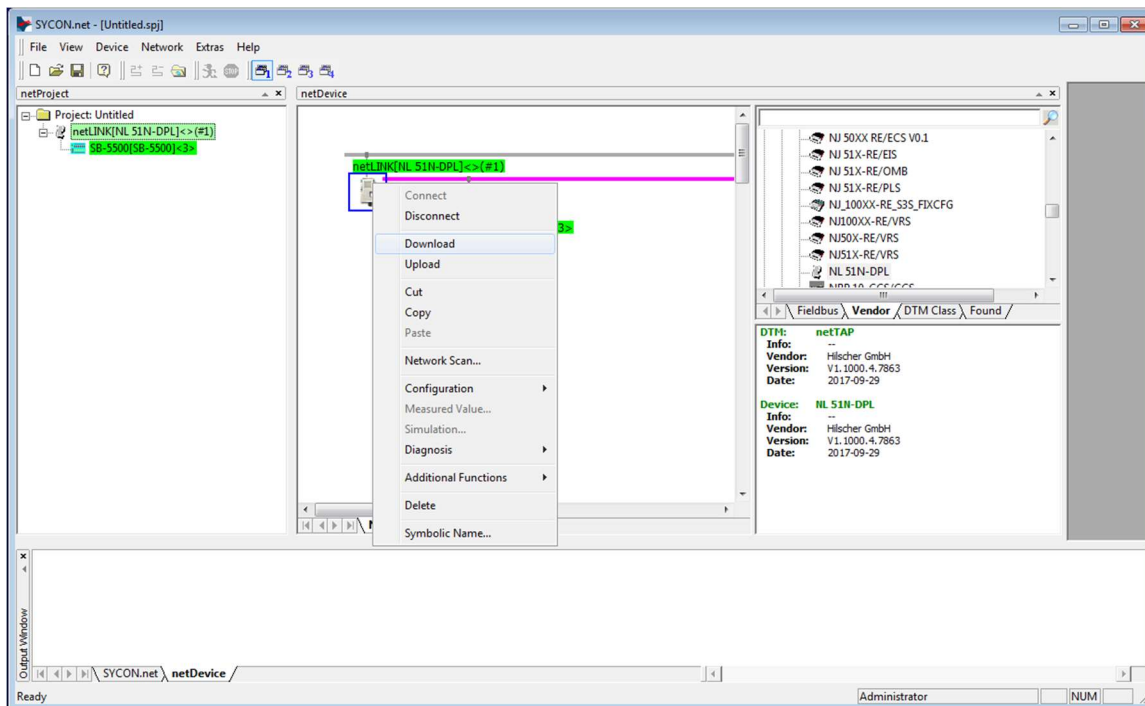 SYCON.net - [Untitled.spj]
File View Device Network Extras Help
netProject
netDevice
Project: Untitled
netLINK[NL 51N-DPL]<>(#1)
SB-5500[SB-5500]<3>
netLINK[NL 51N-DPL]<>(#1)
3>
Connect
Disconnect
Download
Upload
Cut
Copy
Paste
Network Scan...
Configuration
Measured Value...
Simulation...
Diagnosis
Additional Functions
Delete
Symbolic Name...
NJ 50XX RE/ECS V0.1
NJ 51X-RE/EIS
NJ 51X-RE/OMB
NJ 51X-RE/PLS
NJ_100XX-RE_S3S_FIXCFG
NJ100XX-RE/VRS
NJ50X-RE/VRS
NJ51X-RE/VRS
NL 51N-DPL
Fieldbus Vendor DTM Class Found
DTM: netTAP
Info: --
Vendor: Hilscher GmbH
Version: V1.1000.4.7863
Date: 2017-09-29
Device: NL 51N-DPL
Info: --
Vendor: Hilscher GmbH
Version: V1.1000.4.7863
Date: 2017-09-29
Output Window
SYCON.net netDevice
Ready
Administrator
NUM